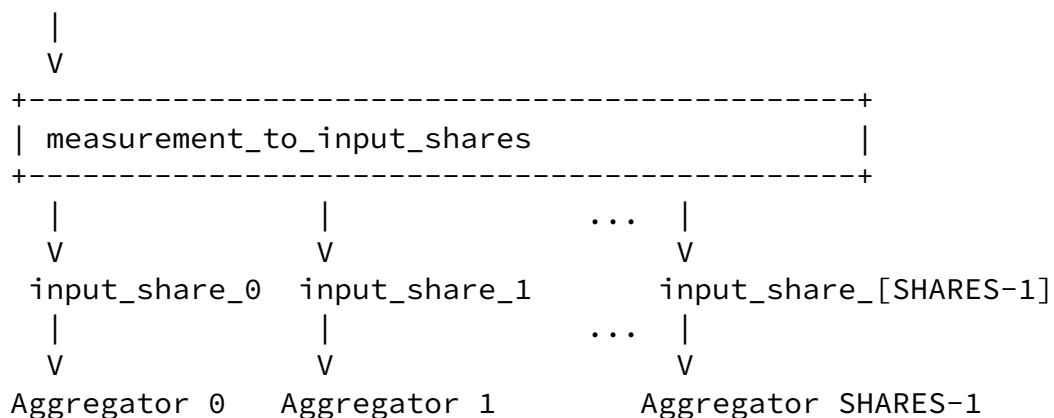 |
V
+----------------------------------------------+
| measurement_to_input_shares                  |
+----------------------------------------------+
  |              |              ...  |
  V              V                   V
 input_share_0  input_share_1       input_share_[SHARES-1]
  |              |              ...  |
  V              V                   V
Aggregator 0   Aggregator 1        Aggregator SHARES-1